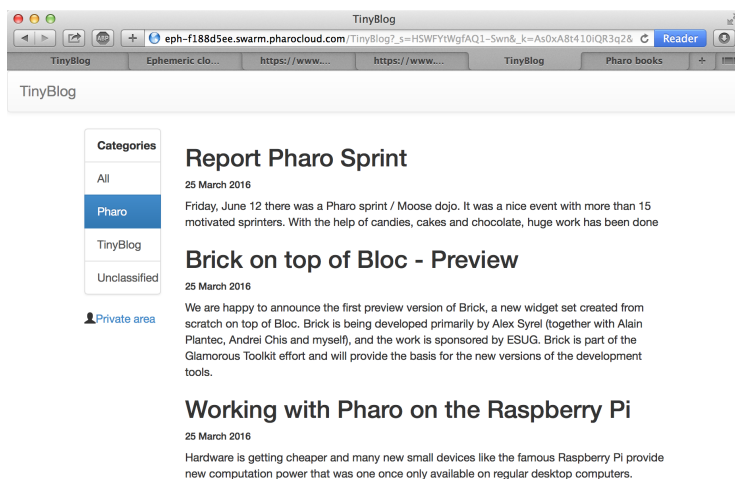 TinyBlog
ABP
eph-f188d5ee.swarm.pharocloud.com/TinyBlog?_s=HSWFYtWgfAQ1-Swn&_k=As0xA8t410iQR3q2&
Reader
TinyBlog
Ephemeric clo...
https://www....
https://www....
TinyBlog
Pharo books
TinyBlog
Categories
All
Pharo
TinyBlog
Unclassified
Private area
Report Pharo Sprint
25 March 2016
Friday, June 12 there was a Pharo sprint / Moose dojo. It was a nice event with more than 15
motivated sprinters. With the help of candies, cakes and chocolate, huge work has been done
Brick on top of Bloc - Preview
25 March 2016
We are happy to announce the first preview version of Brick, a new widget set created from
scratch on top of Bloc. Brick is being developed primarily by Alex Syrel (together with Alain
Plantec, Andrei Chis and myself), and the work is sponsored by ESUG. Brick is part of the
Glamorous Toolkit effort and will provide the basis for the new versions of the development
tools.
Working with Pharo on the Raspberry Pi
25 March 2016
Hardware is getting cheaper and many new small devices like the famous Raspberry Pi provide
new computation power that was one once only available on regular desktop computers.